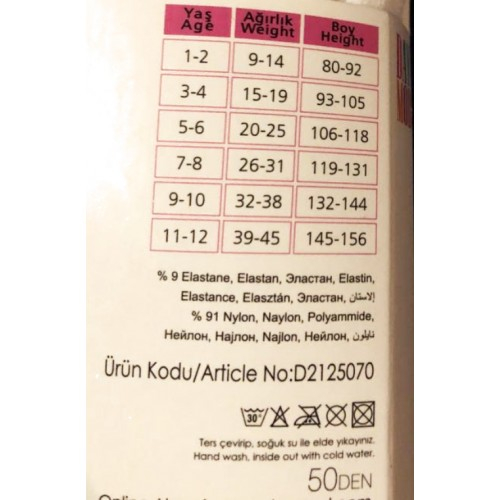 Yaş Ağırlık Boy
Age Weight Height
1-2 9-14 80-92
3-4 15-19 93-105
5-6 20-25 106-118
7-8 26-31 119-131
9-10 32-38 132-144
11-12 39-45 145-156
% 9 Elastane, Elastan, Эластан, Elastin,
Elastance, Elasztán, Эластан, إلاستان
% 91 Nylon, Naylon, Polyammide,
Нейлон, Најлон, Najlon, Нейлон, نايلون
Ürün Kodu/Article No:D2125070
30°
Ters çevirip, soğuk su ile elde yıkayınız.
Hand wash, inside out with cold water.
50DEN